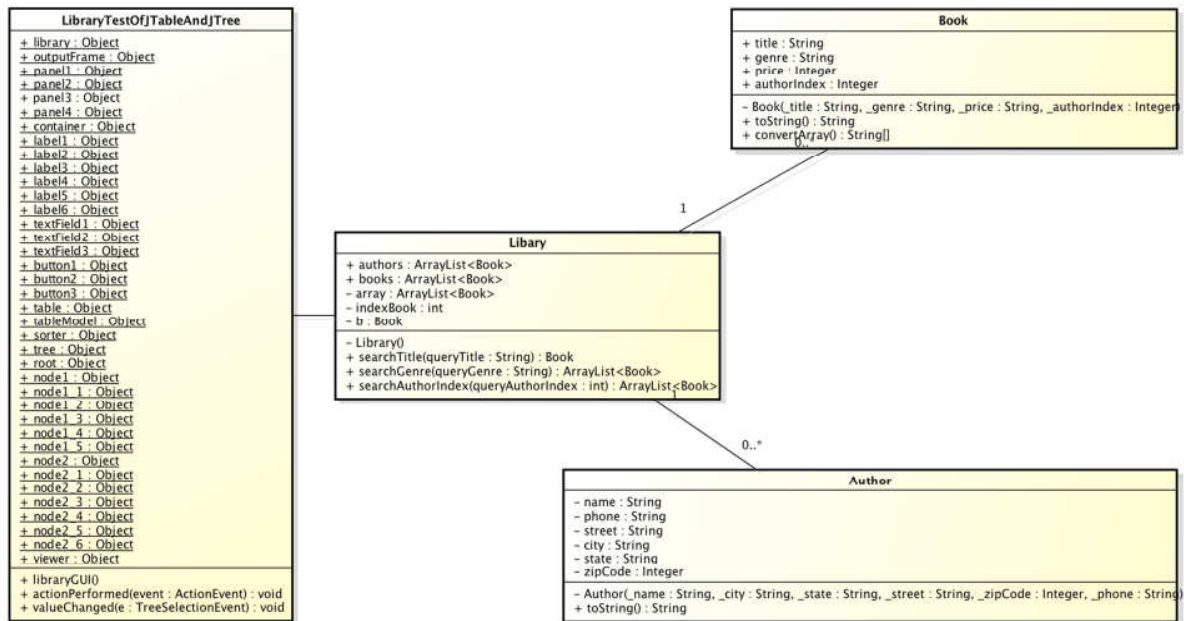 LibraryTestOfJTableAndJTree
+ library : Object
+ outputFrame : Object
+ panel1 : Object
+ panel2 : Object
+ panel3 : Object
+ panel4 : Object
+ container : Object
+ label1 : Object
+ label2 : Object
+ label3 : Object
+ label4 : Object
+ label5 : Object
+ label6 : Object
+ textField1 : Object
+ textField2 : Object
+ textField3 : Object
+ button1 : Object
+ button2 : Object
+ button3 : Object
+ table : Object
+ tableModel : Object
+ sorter : Object
+ tree : Object
+ root : Object
+ node1 : Object
+ node1_1 : Object
+ node1_2 : Object
+ node1_3 : Object
+ node1_4 : Object
+ node1_5 : Object
+ node2 : Object
+ node2_1 : Object
+ node2_2 : Object
+ node2_3 : Object
+ node2_4 : Object
+ node2_5 : Object
+ node2_6 : Object
+ viewer : Object
+ libraryGUI()
+ actionPerformed(event : ActionEvent) : void
+ valueChanged(e : TreeSelectionEvent) : void
Book
+ title : String
+ genre : String
+ price : Integer
+ authorIndex : Integer
- Book(_title : String, _genre : String, _price : String, _authorIndex : Integer)
+ toString() : String
+ convertArray() : String[]
0..*
1
Libary
+ authors : ArrayList<Book>
+ books : ArrayList<Book>
- array : ArrayList<Book>
- indexBook : int
- b : Book
- Library()
+ searchTitle(queryTitle : String) : Book
+ searchGenre(queryGenre : String) : ArrayList<Book>
+ searchAuthorIndex(queryAuthorIndex : int) : ArrayList<Book>
1
0..*
Author
- name : String
- phone : String
- street : String
- city : String
- state : String
- zipCode : Integer
- Author(_name : String, _city : String, _state : String, _street : String, _zipCode : Integer, _phone : String)
+ toString() : String